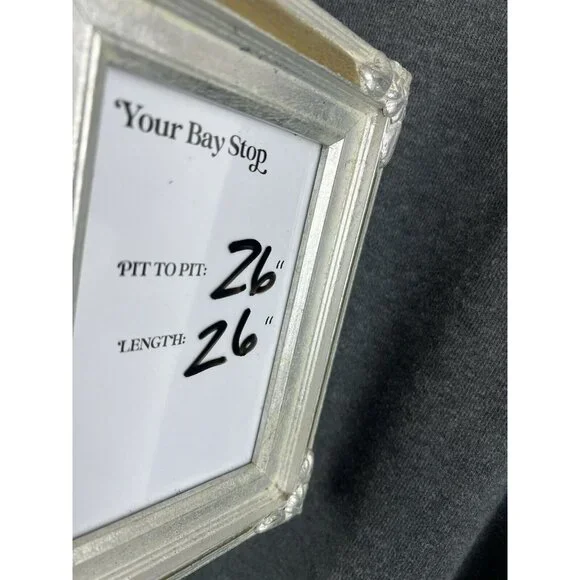 Your Bay Stop
PIT TO PIT: 26"
LENGTH: 26"